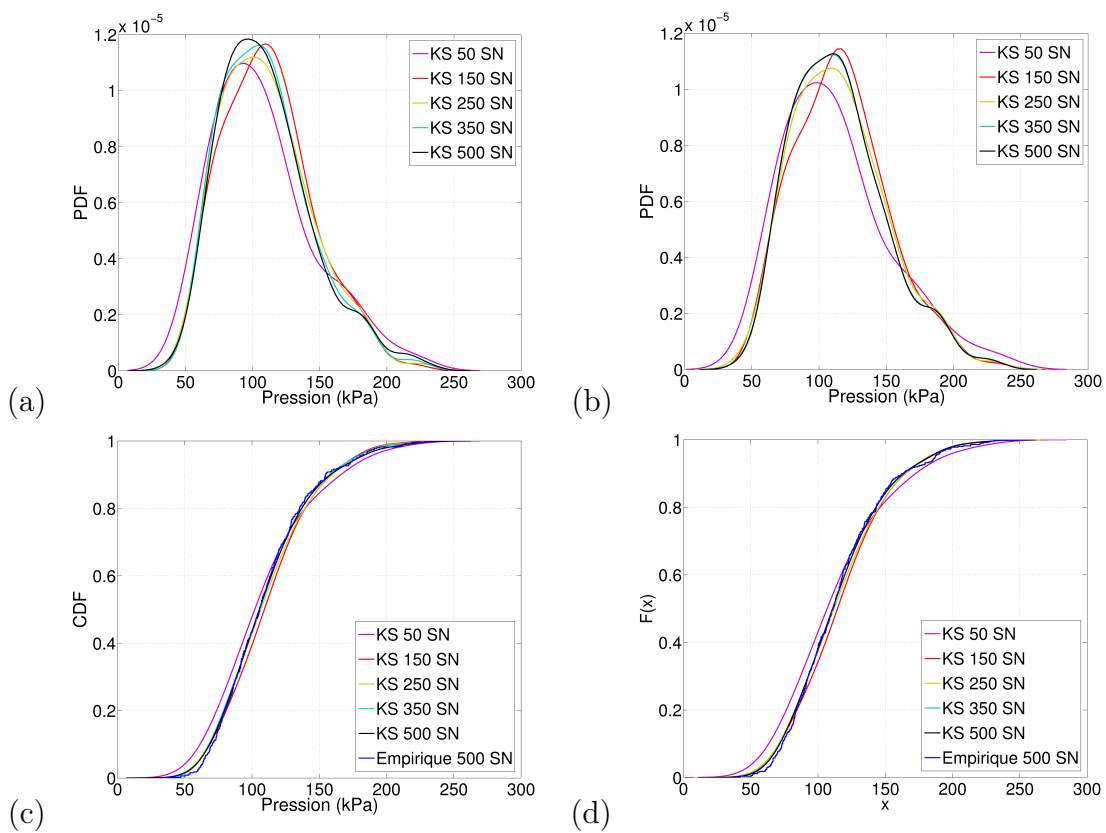 x 10⁻⁵
1.2
1
0.8
0.6
0.4
0.2
0
PDF
0 50 100 150 200 250 300
Pression (kPa)
KS 50 SN
KS 150 SN
KS 250 SN
KS 350 SN
KS 500 SN
(a)
x 10⁻⁵
1.2
1
0.8
0.6
0.4
0.2
0
PDF
0 50 100 150 200 250 300
Pression (kPa)
KS 50 SN
KS 150 SN
KS 250 SN
KS 350 SN
KS 500 SN
(b)
1
0.8
0.6
0.4
0.2
0
CDF
0 50 100 150 200 250 300
Pression (kPa)
KS 50 SN
KS 150 SN
KS 250 SN
KS 350 SN
KS 500 SN
Empirique 500 SN
(c)
1
0.8
0.6
0.4
0.2
0
F(x)
0 50 100 150 200 250 300
x
KS 50 SN
KS 150 SN
KS 250 SN
KS 350 SN
KS 500 SN
Empirique 500 SN
(d)